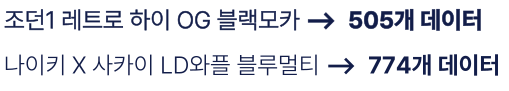 조던1 레트로 하이 OG 블랙모카 → 505개 데이터
나이키 X 사카이 LD와플 블루멀티 → 774개 데이터